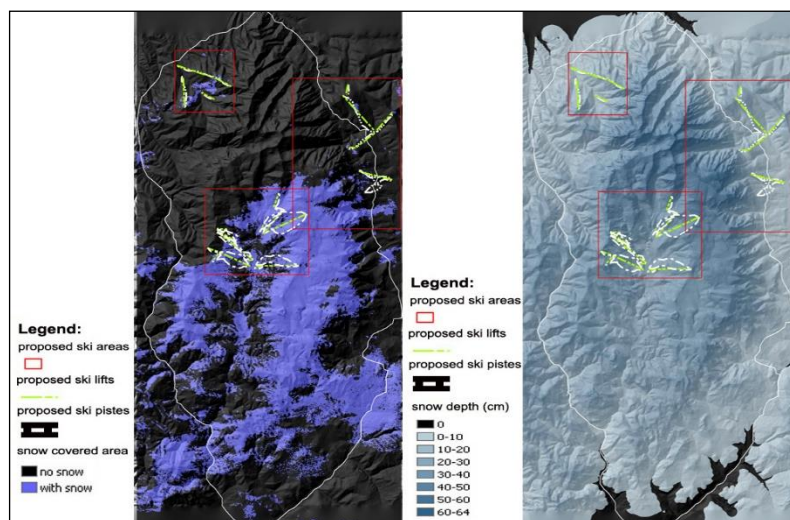 Legend:
proposed ski areas
proposed ski lifts
proposed ski pistes
snow covered area
no snow
with snow
Legend:
proposed ski areas
proposed ski lifts
proposed ski pistes
snow depth (cm)
0
0-10
10-20
20-30
30-40
40-50
50-60
60-64